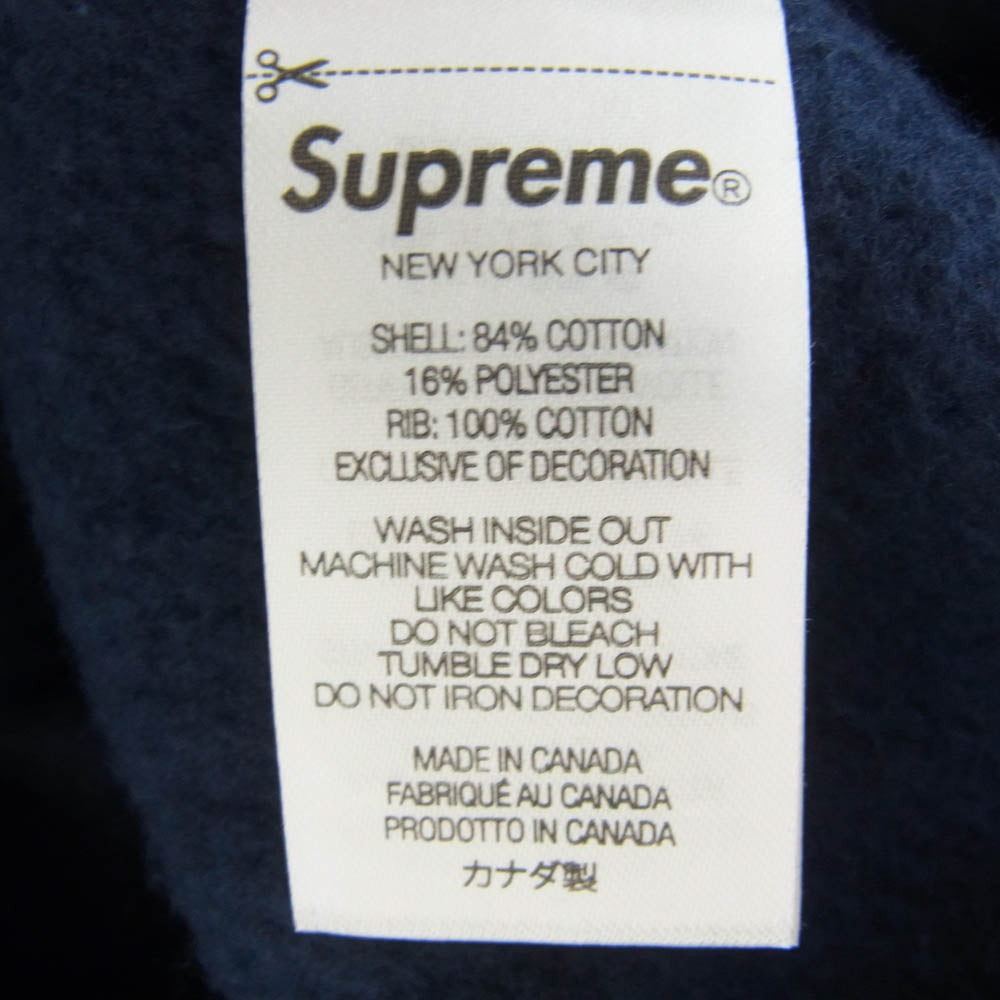 Supreme®
NEW YORK CITY
SHELL: 84% COTTON
16% POLYESTER
RIB: 100% COTTON
EXCLUSIVE OF DECORATION
WASH INSIDE OUT
MACHINE WASH COLD WITH
LIKE COLORS
DO NOT BLEACH
TUMBLE DRY LOW
DO NOT IRON DECORATION
MADE IN CANADA
FABRIQUÉ AU CANADA
PRODOTTO IN CANADA
カナダ製